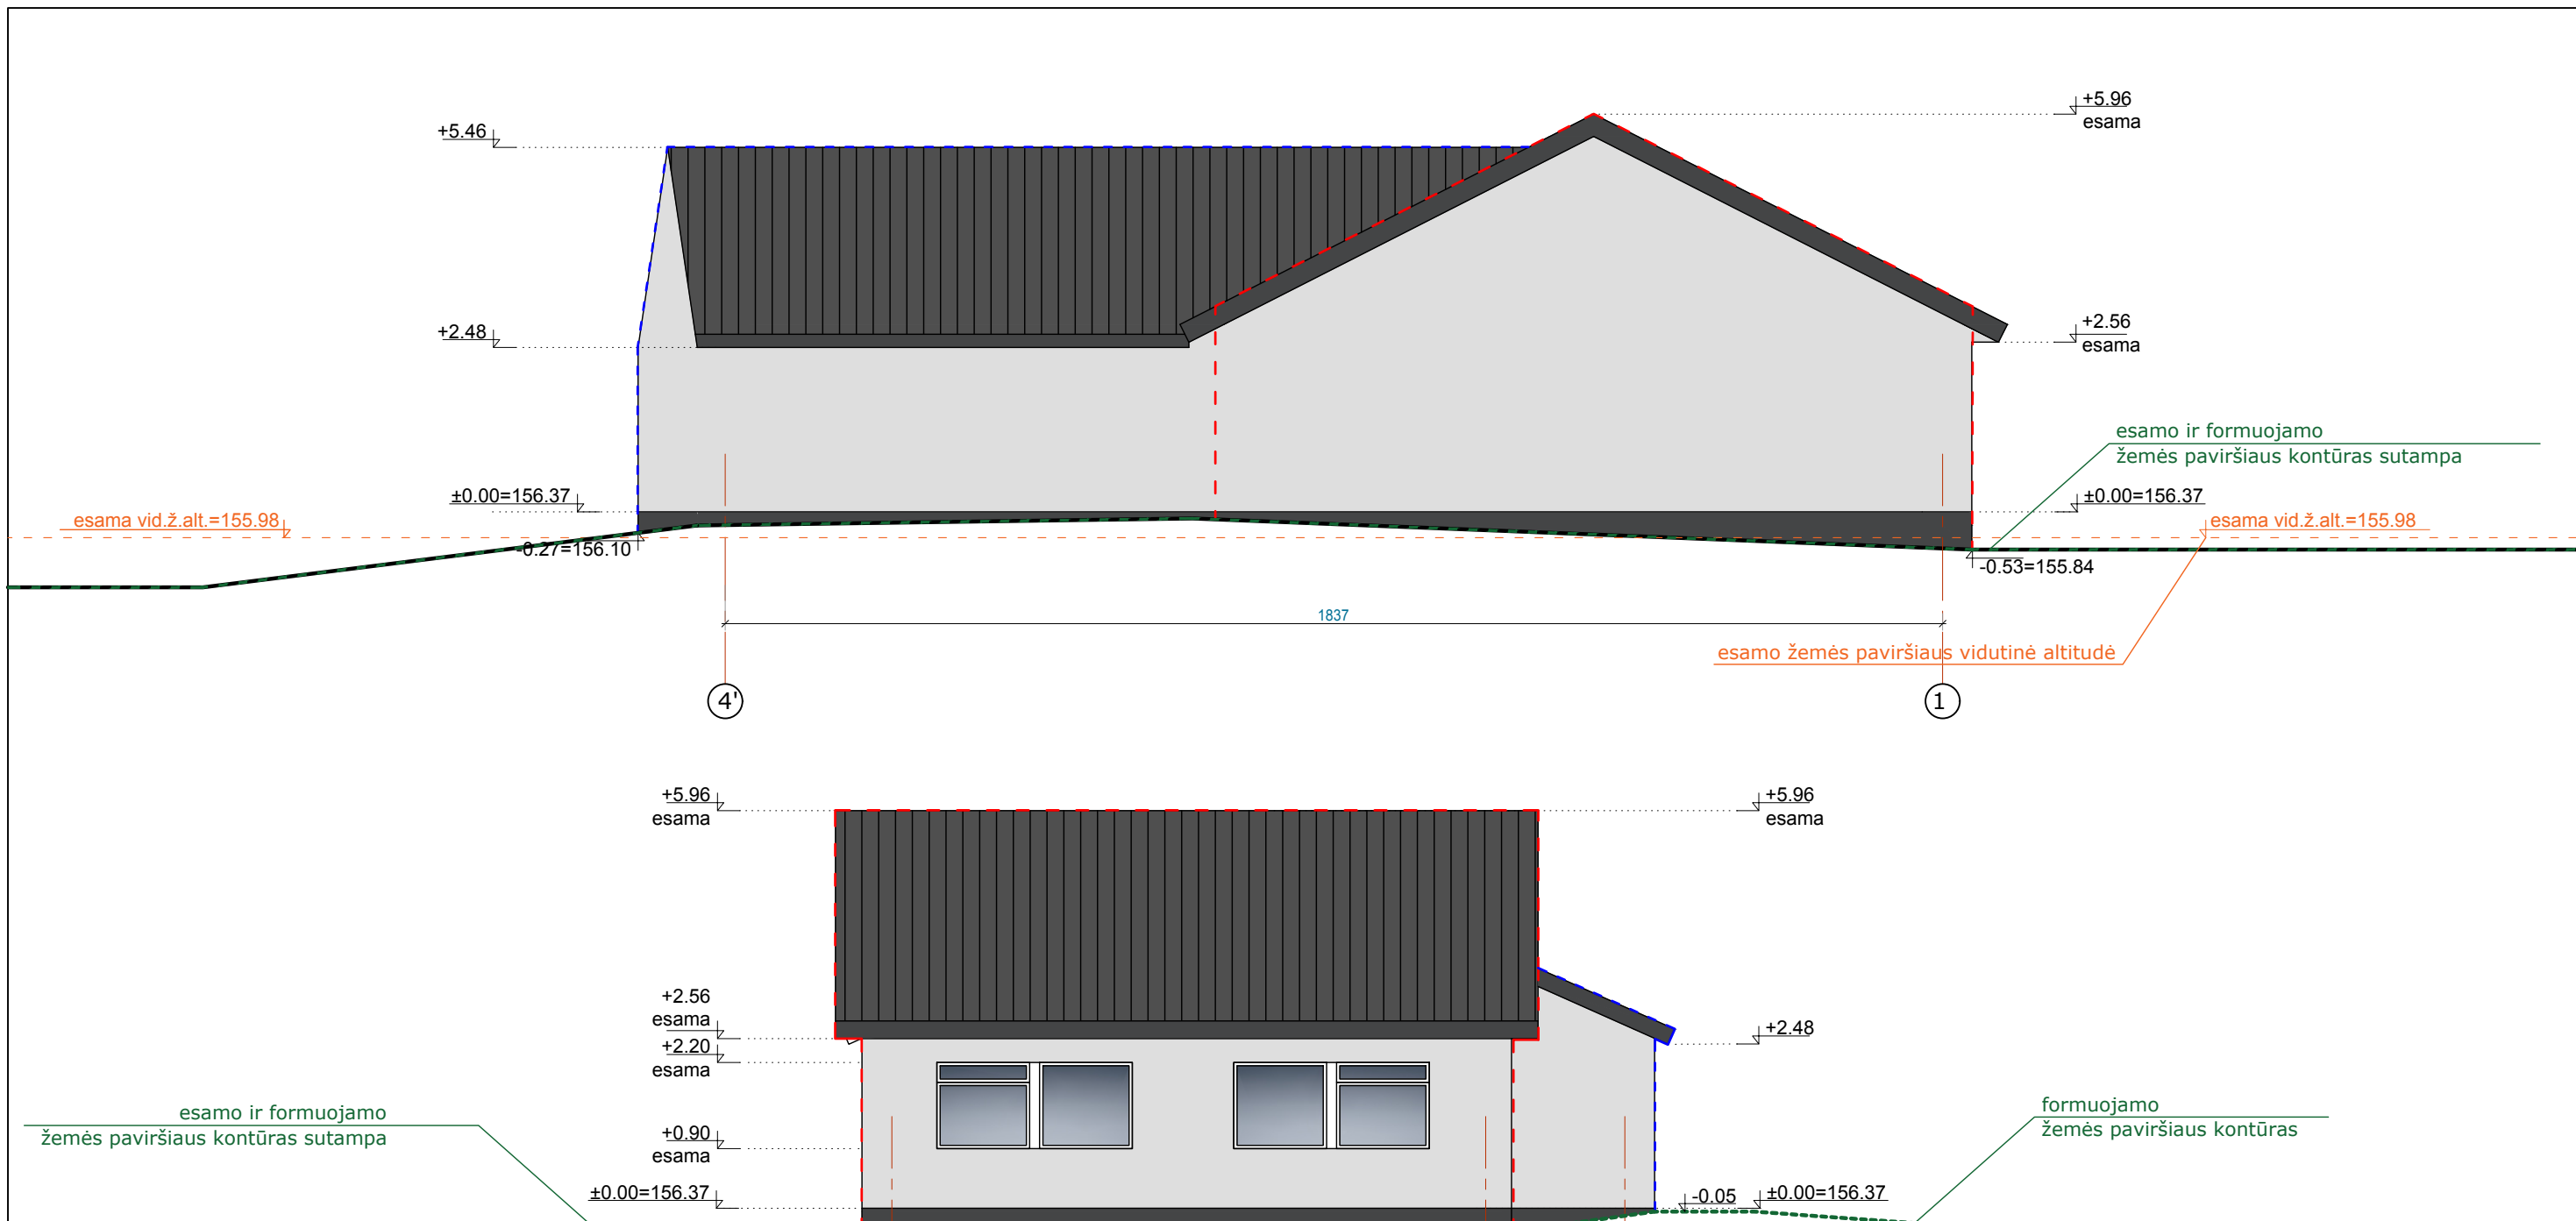 +5.96
esama
+5.46
+2.48
+2.56
esama
esamo ir formuojamo
žemės paviršiaus kontūras sutampa
±0.00=156.37
±0.00=156.37
esama vid.ž.alt.=155.98
esama vid.ž.alt.=155.98
-0.27=156.10
-0.53=155.84
1837
esamo žemės paviršiaus vidutinė altitudė
4'
1
+5.96
esama
+5.96
esama
+2.56
esama
+2.48
+2.20
esama
esamo ir formuojamo
žemės paviršiaus kontūras sutampa
formuojamo
žemės paviršiaus kontūras
+0.90
esama
±0.00=156.37
-0.05
±0.00=156.37